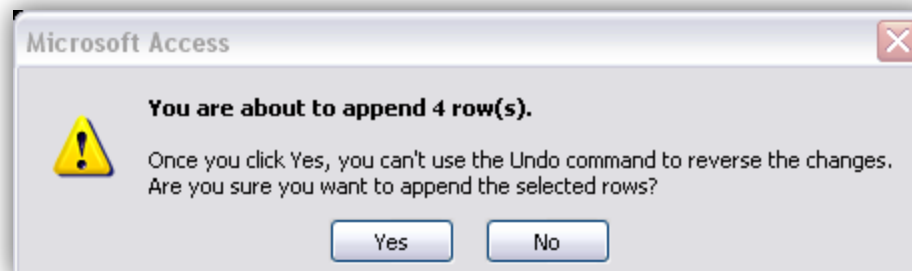 Microsoft Access
You are about to append 4 row(s).
Once you click Yes, you can't use the Undo command to reverse the changes.
Are you sure you want to append the selected rows?
Yes No